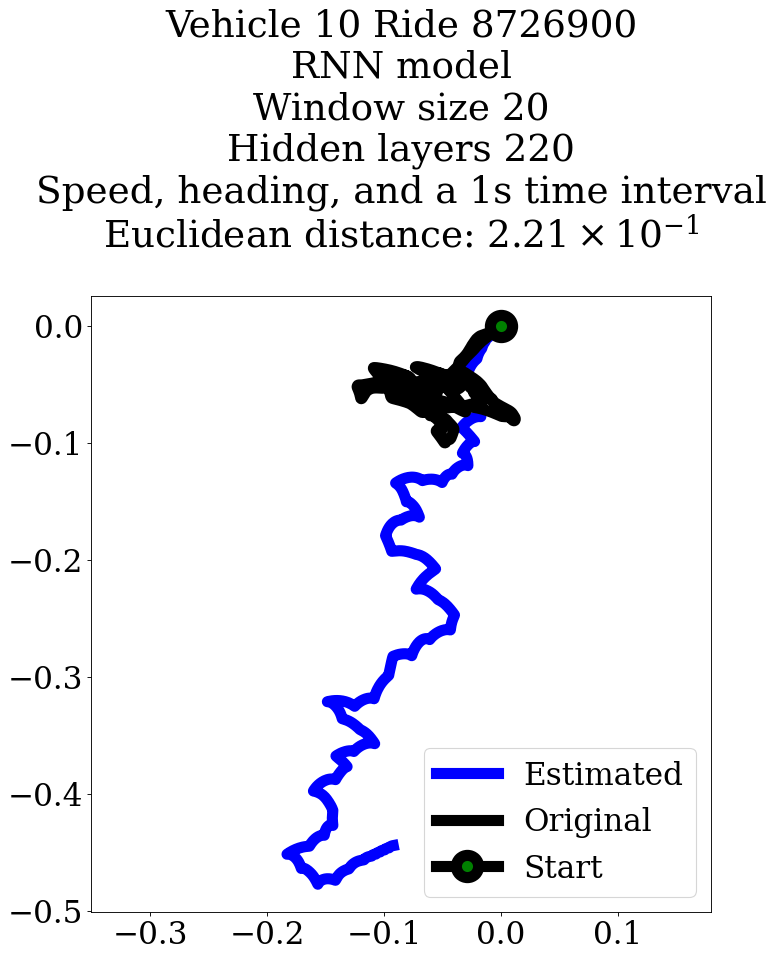 Vehicle 10 Ride 8726900
RNN model
Window size 20
Hidden layers 220
Speed, heading, and a 1s time interval
Euclidean distance: 2.21 × 10⁻¹
0.0
−0.1
−0.2
−0.3
−0.4
−0.5
Estimated
Original
Start
−0.3 −0.2 −0.1 0.0 0.1